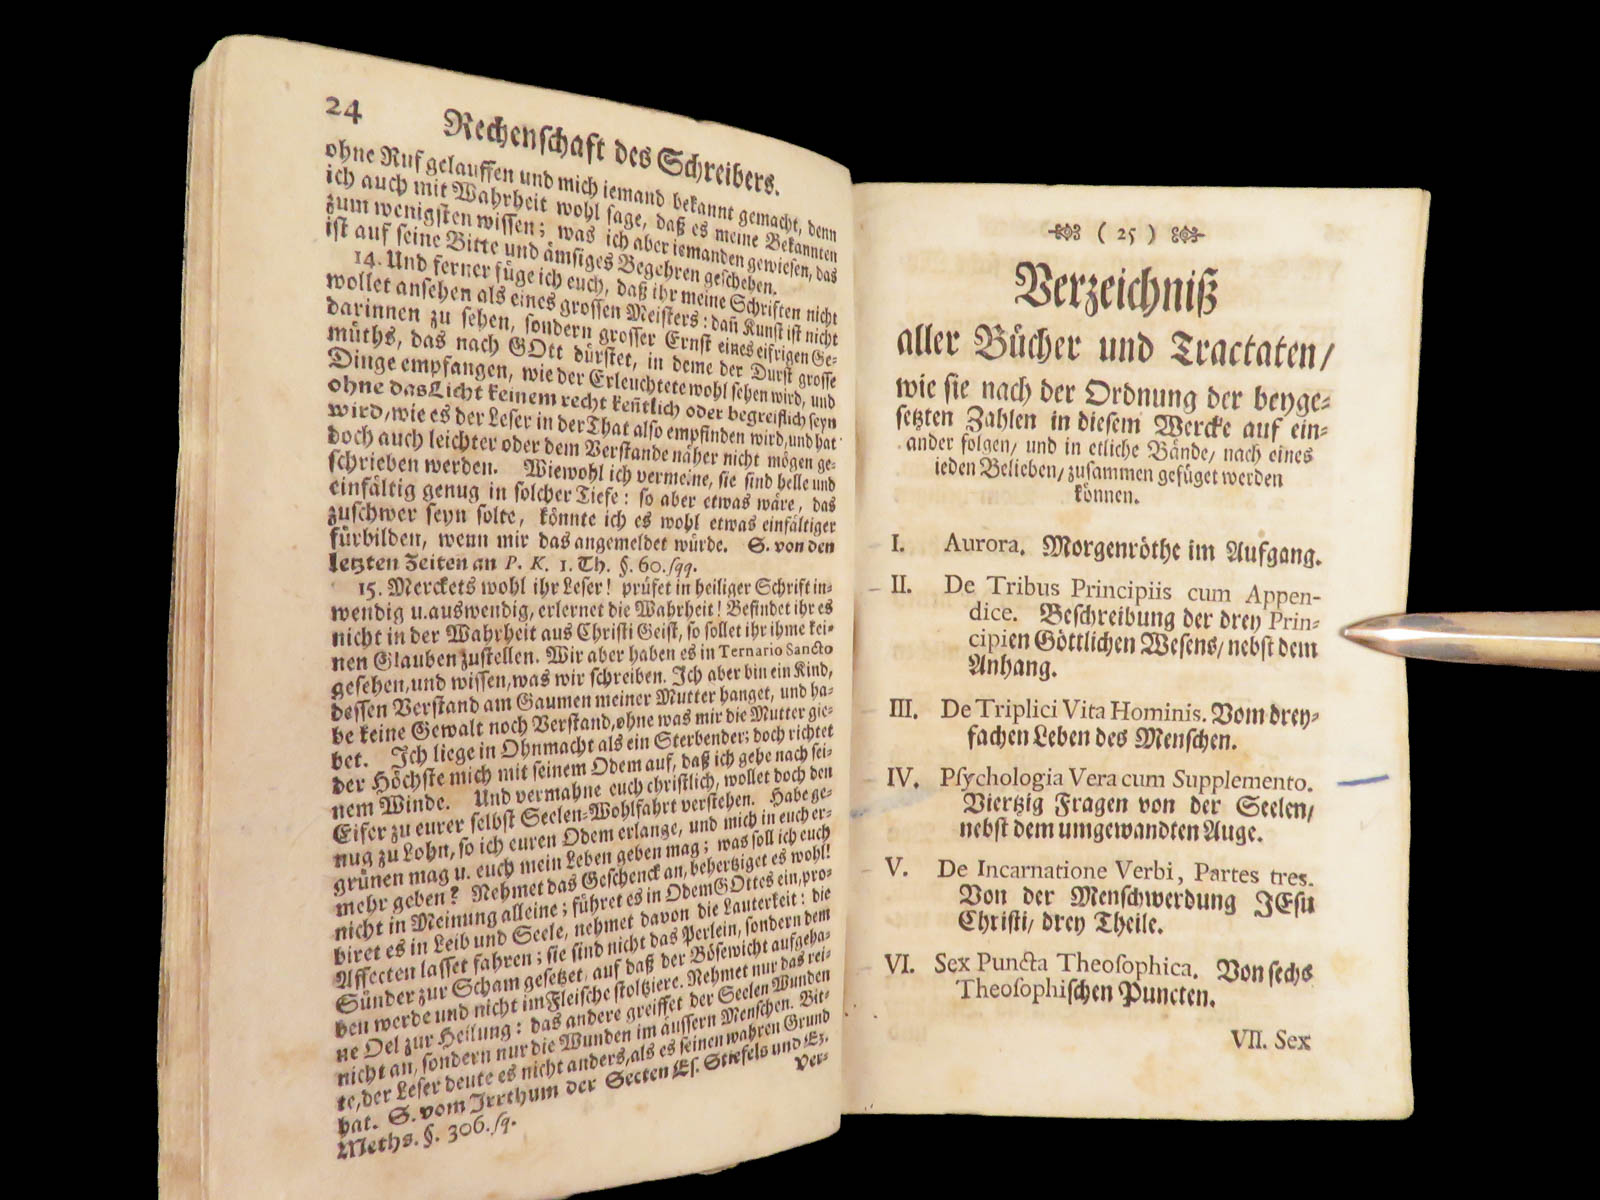 24
Rechenschaft des Schreibers.
ohne Ruf gelauffen und mich iemand bekannt gemacht, denn
ich auch mit Wahrheit wohl sage, daß es meine Bekannten
zum wenigsten wissen; was ich aber iemanden gewiesen, das
ist auf seine Bitte und ämsiges Begehren geschehen.
14. Und ferner füge ich euch, daß ihr meine Schriften nicht
wollet ansehen als eines grossen Meisters: dañ Kunst ist nicht
darinnen zu sehen, sondern grosser Ernst eines eifrigen Ge-
müths, das nach GOtt dürstet, in deme der Durst grosse
Dinge empfangen, wie der Erleuchtete wohl sehen wird, und
ohne das Licht keinem recht keñtlich oder begreiflich seyn
wird, wie es der Leser in der That also empfinden wird, und hat
doch auch leichter oder dem Verstande näher nicht mögen ge-
schrieben werden. Wiewohl ich vermeine, sie sind helle und
einfältig genug in solcher Tiefe: so aber etwas wäre, das
zuschwer seyn solte, könnte ich es wohl etwas einfältiger
fürbilden, wenn mir das angemeldet würde. S. von den
letzten Zeiten an P. K. 1. Th. §. 60. sqq.
15. Merckets wohl ihr Leser! prüfet in heiliger Schrift in-
wendig u. auswendig, erlernet die Wahrheit! Befindet ihr es
nicht in der Wahrheit aus Christi Geist, so sollet ihr ihme kei-
nen Glauben zustellen. Wir aber haben es in Ternario Sancto
gesehen, und wissen, was wir schreiben. Ich aber bin ein Kind,
dessen Verstand am Gaumen meiner Mutter hanget, und ha-
be keine Gewalt noch Verstand, ohne was mir die Mutter gie-
bet. Ich liege in Ohnmacht als ein Sterbender; doch richtet
der Höchste mich mit seinem Odem auf, daß ich gehe nach sei-
nem Winde. Und vermahne euch christlich, wollet doch den
Eifer zu eurer selbst Seelen-Wohlfahrt verstehen. Habe ge-
nug zu Lohn, so ich euren Odem erlange, und mich in euch er-
grünen mag u. euch mein Leben geben mag; was soll ich euch
mehr geben? Nehmet das Geschenck an, behertziget es wohl!
nicht in Meinung alleine; führet es in Odem GOttes ein, pro-
biret es in Leib und Seele, nehmet davon die Lauterkeit: die
Affecten lasset fahren; sie sind nicht das Perlein, sondern dem
Sünder zur Scham gesetzet, auf daß der Bösewicht aufgeha-
ben werde und nicht im Fleische stoltziere. Nehmet nur das rei-
ne Oel zur Heilung: das andere greiffet der Seelen Wunden
nicht an, sondern nur die Wunden im äussern Menschen. Bit-
te, der Leser deute es nicht anders, als es seinen wahren Grund
hat. S. vom Irrthum der Secten Es. Stiefels und Ez.
Meths. §. 306. sq.
Ver-
( 25 )
Verzeichniß
aller Bücher und Tractaten/
wie sie nach der Ordnung der beyge-
setzten Zahlen in diesem Wercke auf ein-
ander folgen/ und in etliche Bände/ nach eines
ieden Belieben/ zusammen gefüget werden
können.
I. Aurora. Morgenröthe im Aufgang.
II. De Tribus Principiis cum Appen-
dice. Beschreibung der drey Prin-
cipien Göttlichen Wesens/ nebst dem
Anhang.
III. De Triplici Vita Hominis. Vom drey-
fachen Leben des Menschen.
IV. Psychologia Vera cum Supplemento.
Viertzig Fragen von der Seelen/
nebst dem umgewandten Auge.
V. De Incarnatione Verbi, Partes tres.
Von der Menschwerdung JEsu
Christi/ drey Theile.
VI. Sex Puncta Theosophica. Von sechs
Theosophischen Puncten.
VII. Sex